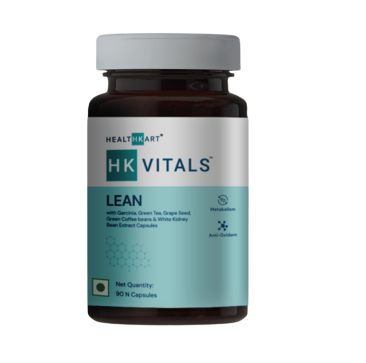 HEALTHKART
HK VITALS™
LEAN
with Garcinia, Green Tea, Grape Seed,
Green Coffee beans & White Kidney
Bean Extract Capsules
Metabolism
Anti-Oxidant
Net Quantity:
90 N Capsules